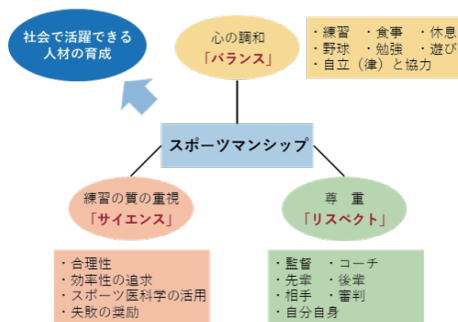 社会で活躍できる
人材の育成
心の調和
「バランス」
・練習　・食事　・休息
・野球　・勉強　・遊び
・自立（律）と協力
スポーツマンシップ
練習の質の重視
「サイエンス」
尊　重
「リスペクト」
・合理性
・効率性の追求
・スポーツ医科学の活用
・失敗の奨励
・監督　・コーチ
・先輩　・後輩
・相手　・審判
・自分自身